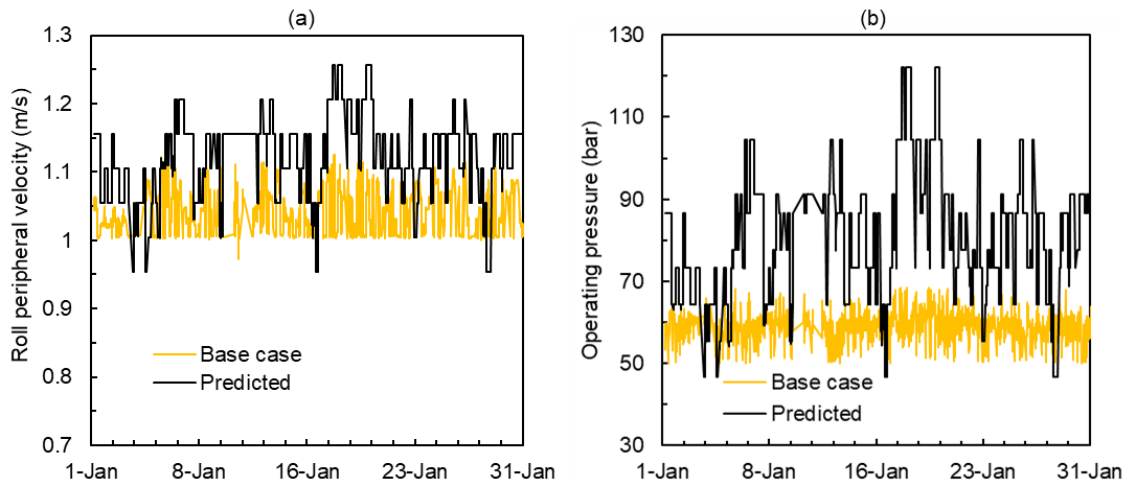 (a)
Roll peripheral velocity (m/s)
1.3
1.2
1.1
1
0.9
0.8
0.7
Base case
Predicted
1-Jan 8-Jan 16-Jan 23-Jan 31-Jan
(b)
Operating pressure (bar)
130
110
90
70
50
30
Base case
Predicted
1-Jan 8-Jan 16-Jan 23-Jan 31-Jan